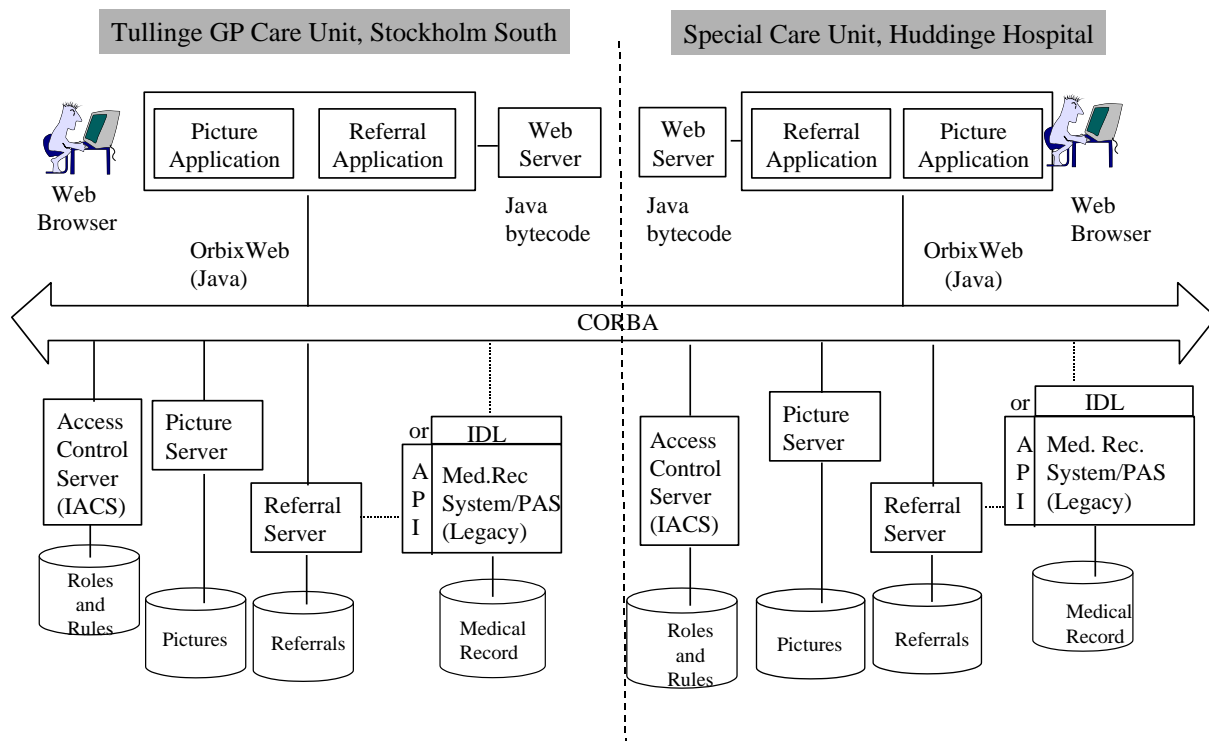 Tullinge GP Care Unit, Stockholm South
Special Care Unit, Huddinge Hospital
Picture
Application
Referral
Application
Web
Server
Web
Browser
Java
bytecode
OrbixWeb
(Java)
Web
Server
Referral
Application
Picture
Application
Java
bytecode
Web
Browser
OrbixWeb
(Java)
CORBA
Access
Control
Server
(IACS)
Picture
Server
Referral
Server
or
IDL
A
P
I
Med.Rec
System/PAS
(Legacy)
Roles
and
Rules
Pictures
Referrals
Medical
Record
Access
Control
Server
(IACS)
Picture
Server
Referral
Server
or
IDL
A
P
I
Med. Rec.
System/PAS
(Legacy)
Roles
and
Rules
Pictures
Referrals
Medical
Record